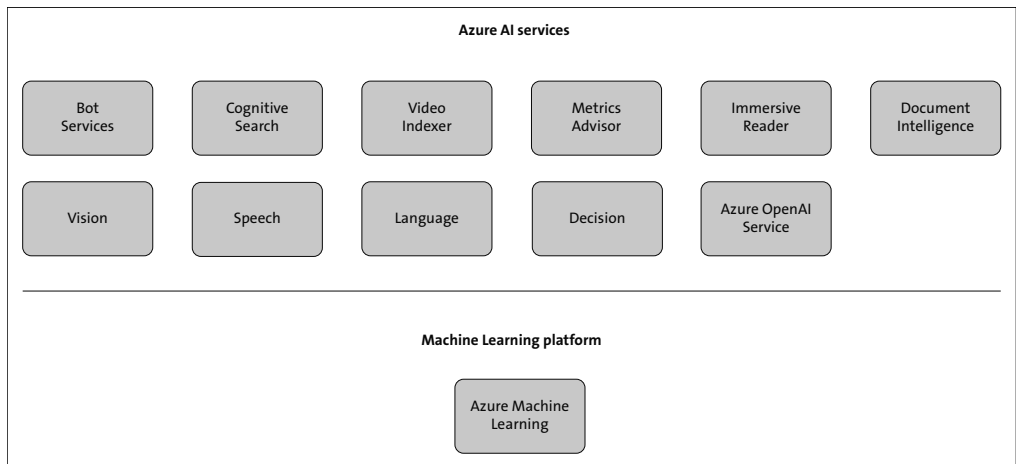 Azure AI services
Bot
Services
Cognitive
Search
Video
Indexer
Metrics
Advisor
Immersive
Reader
Document
Intelligence
Vision
Speech
Language
Decision
Azure OpenAI
Service
Machine Learning platform
Azure Machine
Learning